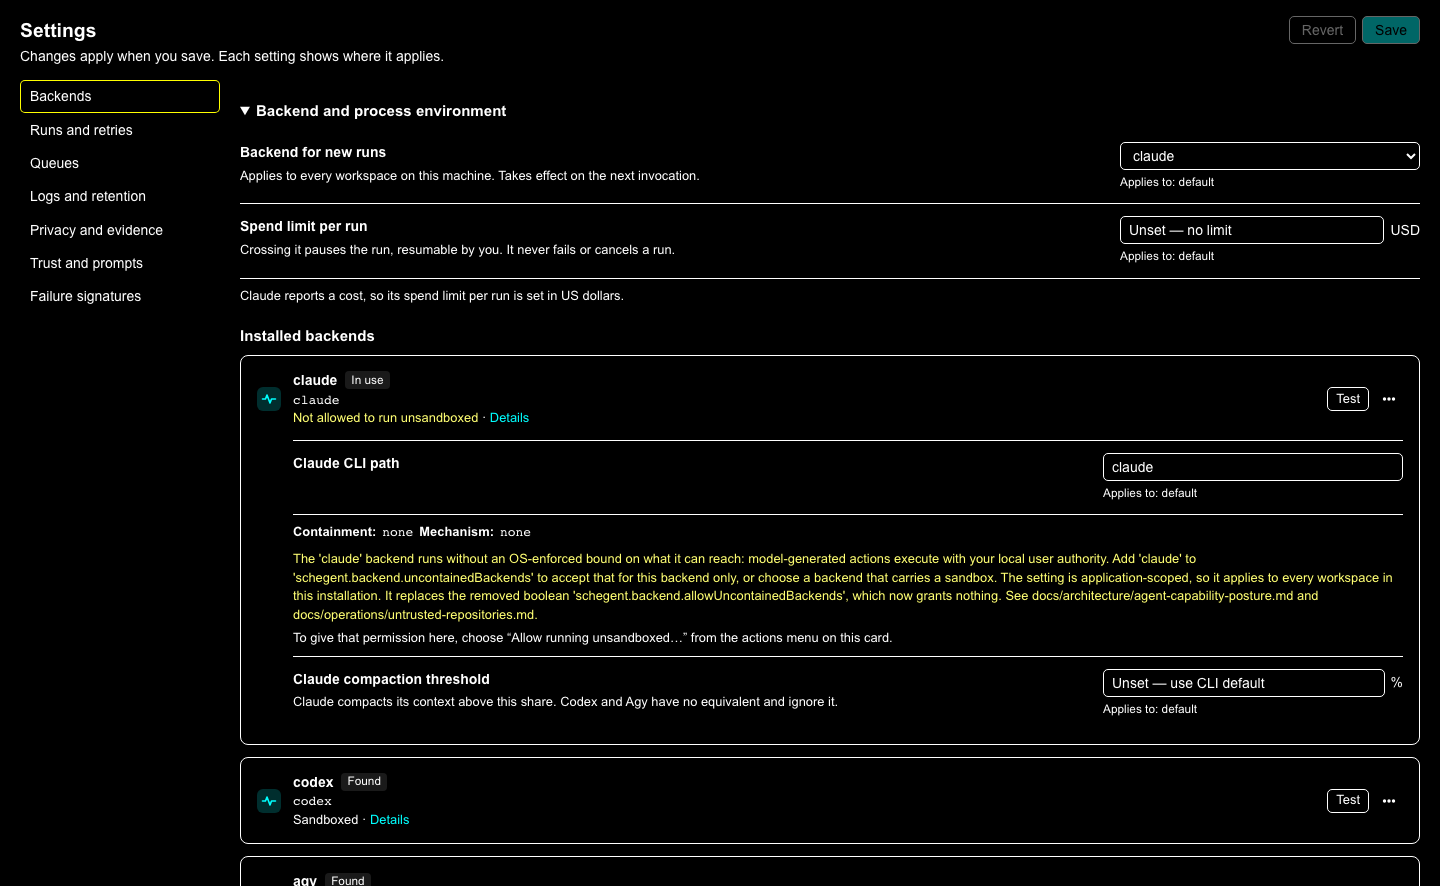 Settings
Revert
Save
Changes apply when you save. Each setting shows where it applies.
Backends
Runs and retries
Queues
Logs and retention
Privacy and evidence
Trust and prompts
Failure signatures
Backend and process environment
Backend for new runs
Applies to every workspace on this machine. Takes effect on the next invocation.
claude
Applies to: default
Spend limit per run
Crossing it pauses the run, resumable by you. It never fails or cancels a run.
Unset — no limit USD
Applies to: default
Claude reports a cost, so its spend limit per run is set in US dollars.
Installed backends
claude In use
claude
Not allowed to run unsandboxed · Details
Test
Claude CLI path
claude
Applies to: default
Containment: none Mechanism: none
The 'claude' backend runs without an OS-enforced bound on what it can reach: model-generated actions execute with your local user authority. Add 'claude' to
'schegent.backend.uncontainedBackends' to accept that for this backend only, or choose a backend that carries a sandbox. The setting is application-scoped, so it applies to every workspace in
this installation. It replaces the removed boolean 'schegent.backend.allowUncontainedBackends', which now grants nothing. See docs/architecture/agent-capability-posture.md and
docs/operations/untrusted-repositories.md.
To give that permission here, choose “Allow running unsandboxed…” from the actions menu on this card.
Claude compaction threshold
Claude compacts its context above this share. Codex and Agy have no equivalent and ignore it.
Unset — use CLI default %
Applies to: default
codex Found
codex
Sandboxed · Details
Test
agy Found